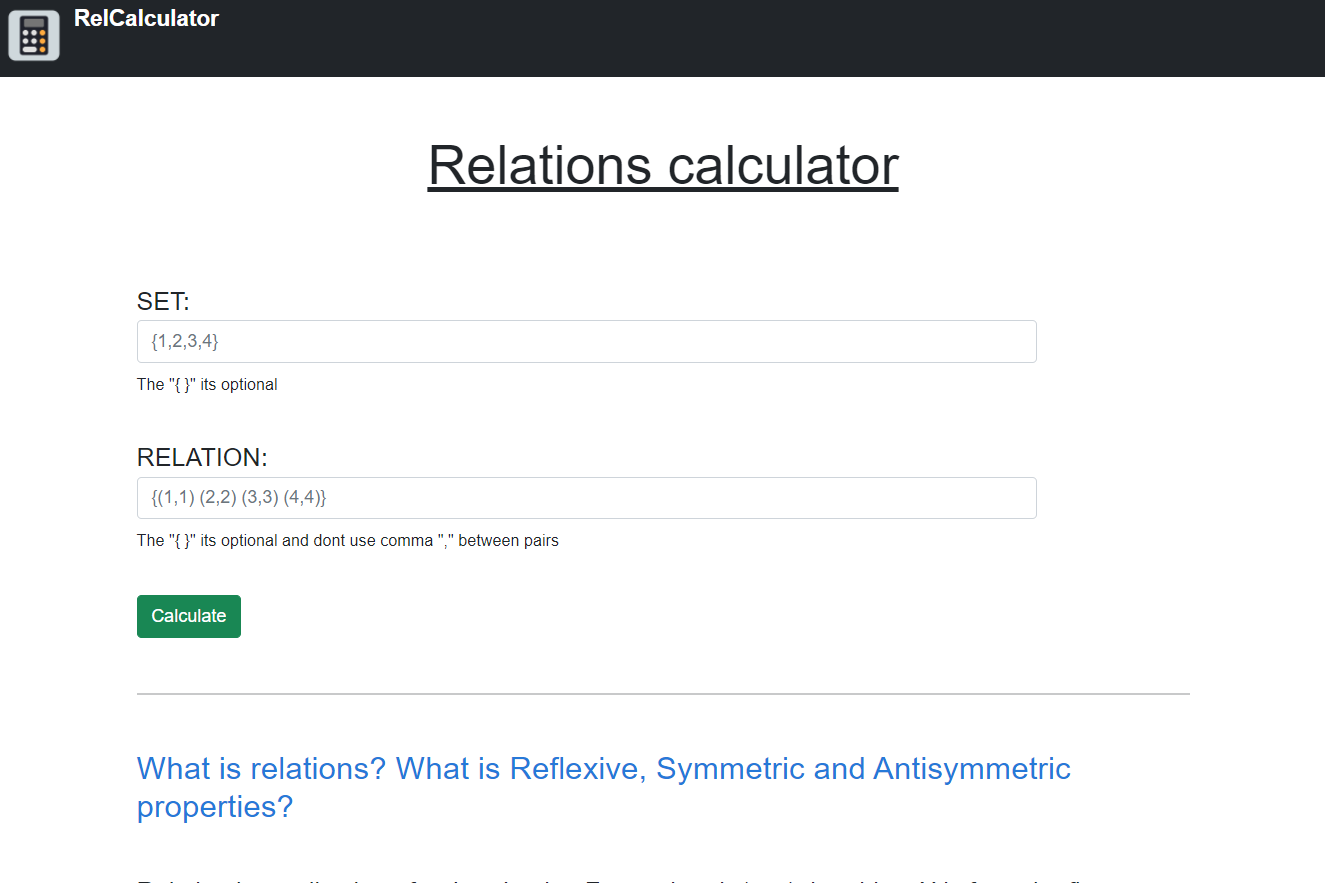 RelCalculator
Relations calculator
SET:
{1,2,3,4}
The "{ }" its optional
RELATION:
{(1,1) (2,2) (3,3) (4,4)}
The "{ }" its optional and dont use comma "," between pairs
Calculate
What is relations? What is Reflexive, Symmetric and Antisymmetric
properties?